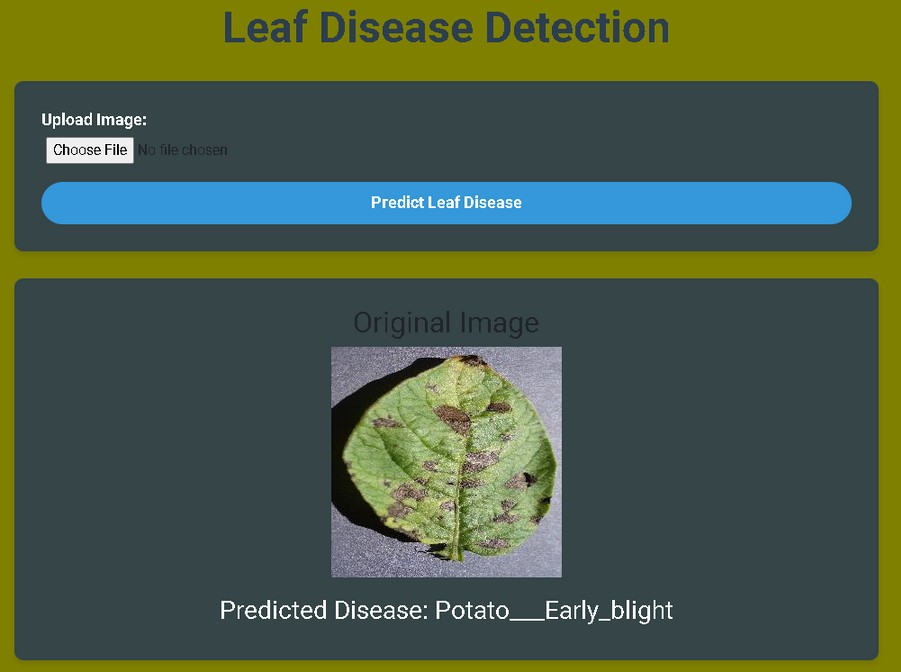 Leaf Disease Detection
Upload Image:
Choose File No file chosen
Predict Leaf Disease
Original Image
Predicted Disease: Potato___Early_blight